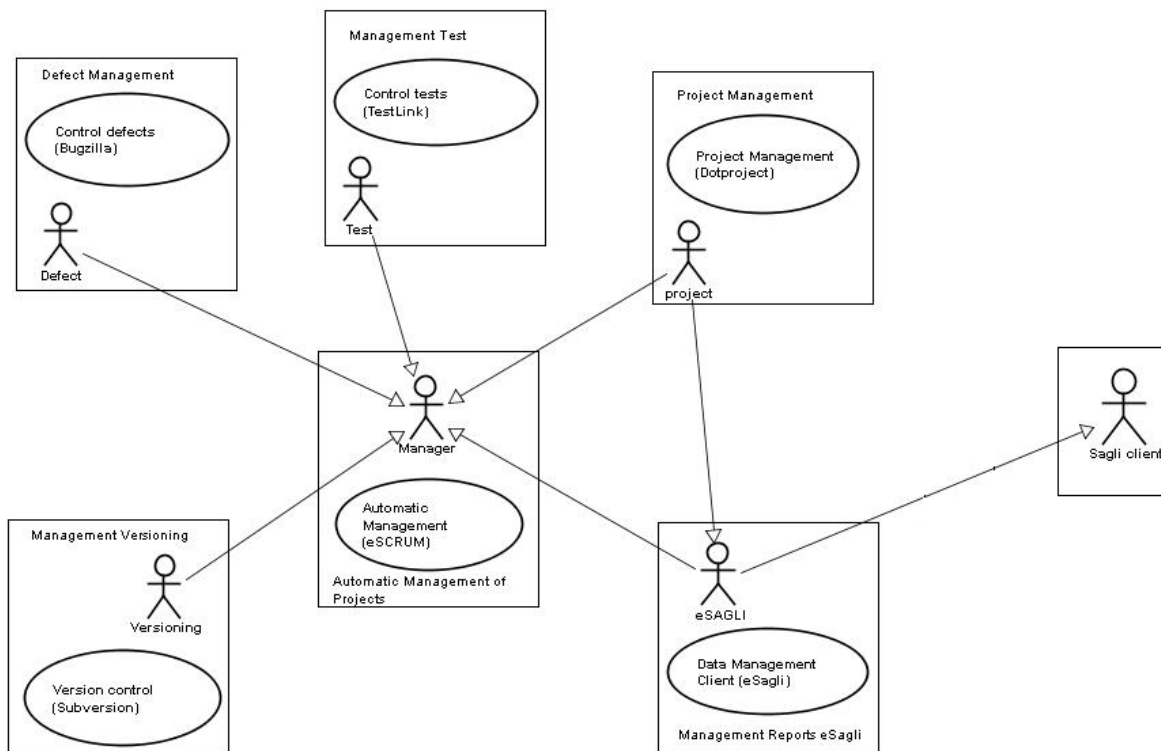 Defect Management
Control defects
(Bugzilla)
Defect
Management Test
Control tests
(TestLink)
Test
Project Management
Project Management
(Dotproject)
project
Manager
Automatic
Management
(eSCRUM)
Automatic Management of
Projects
Sagli client
Management Versioning
Versioning
Version control
(Subversion)
eSAGLI
Data Management
Client (eSagli)
Management Reports eSagli